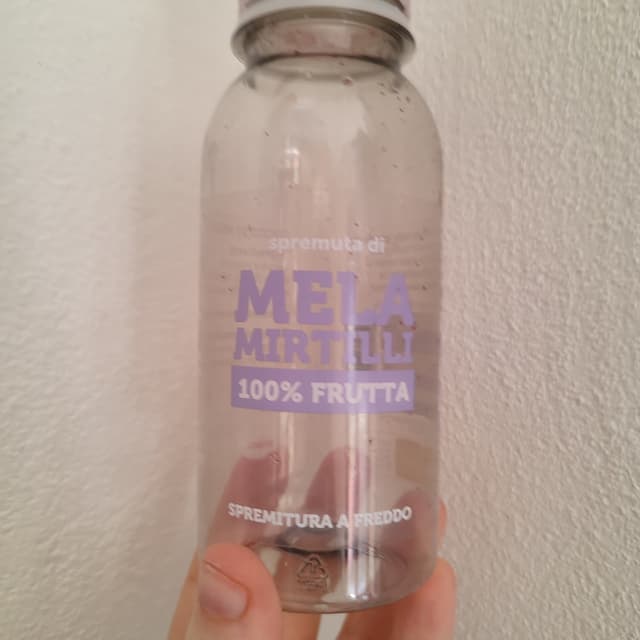 spremuta di
MELA
MIRTILLI
100% FRUTTA
SPREMITURA A FREDDO